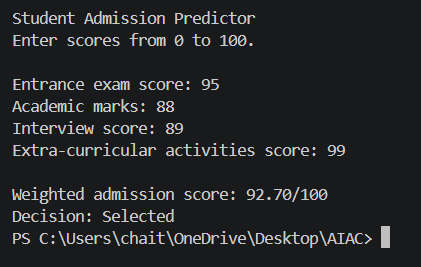 Student Admission Predictor
Enter scores from 0 to 100.
Entrance exam score: 95
Academic marks: 88
Interview score: 89
Extra-curricular activities score: 99
Weighted admission score: 92.70/100
Decision: Selected
PS C:\Users\chait\OneDrive\Desktop\AIAC>